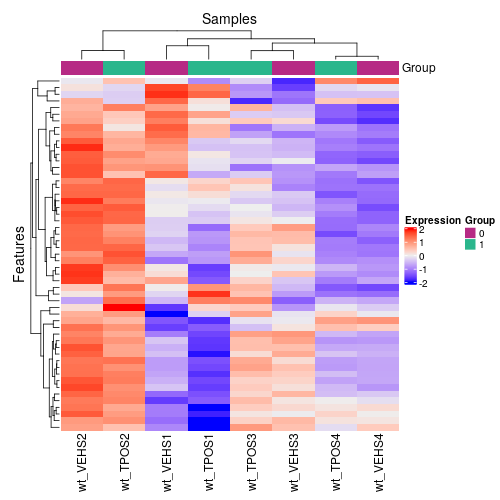 Samples
Group
Features
Expression Group
2
1
0
-1
-2
0
1
wt_VEHS2
wt_TPOS2
wt_VEHS1
wt_TPOS1
wt_TPOS3
wt_VEHS3
wt_TPOS4
wt_VEHS4